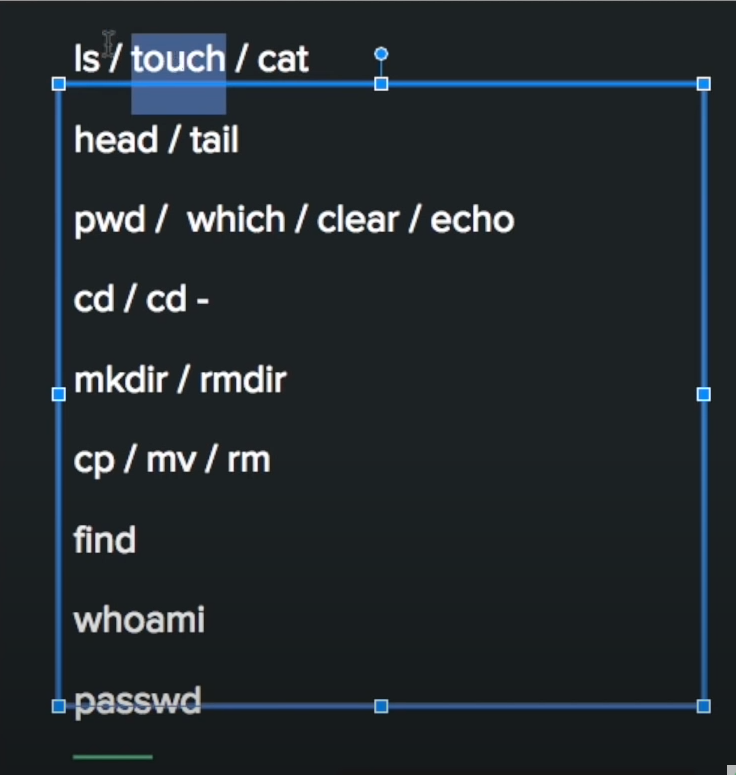 ls / touch / cat
head / tail
pwd /  which / clear / echo
cd / cd -
mkdir / rmdir
cp / mv / rm
find
whoami
passwd